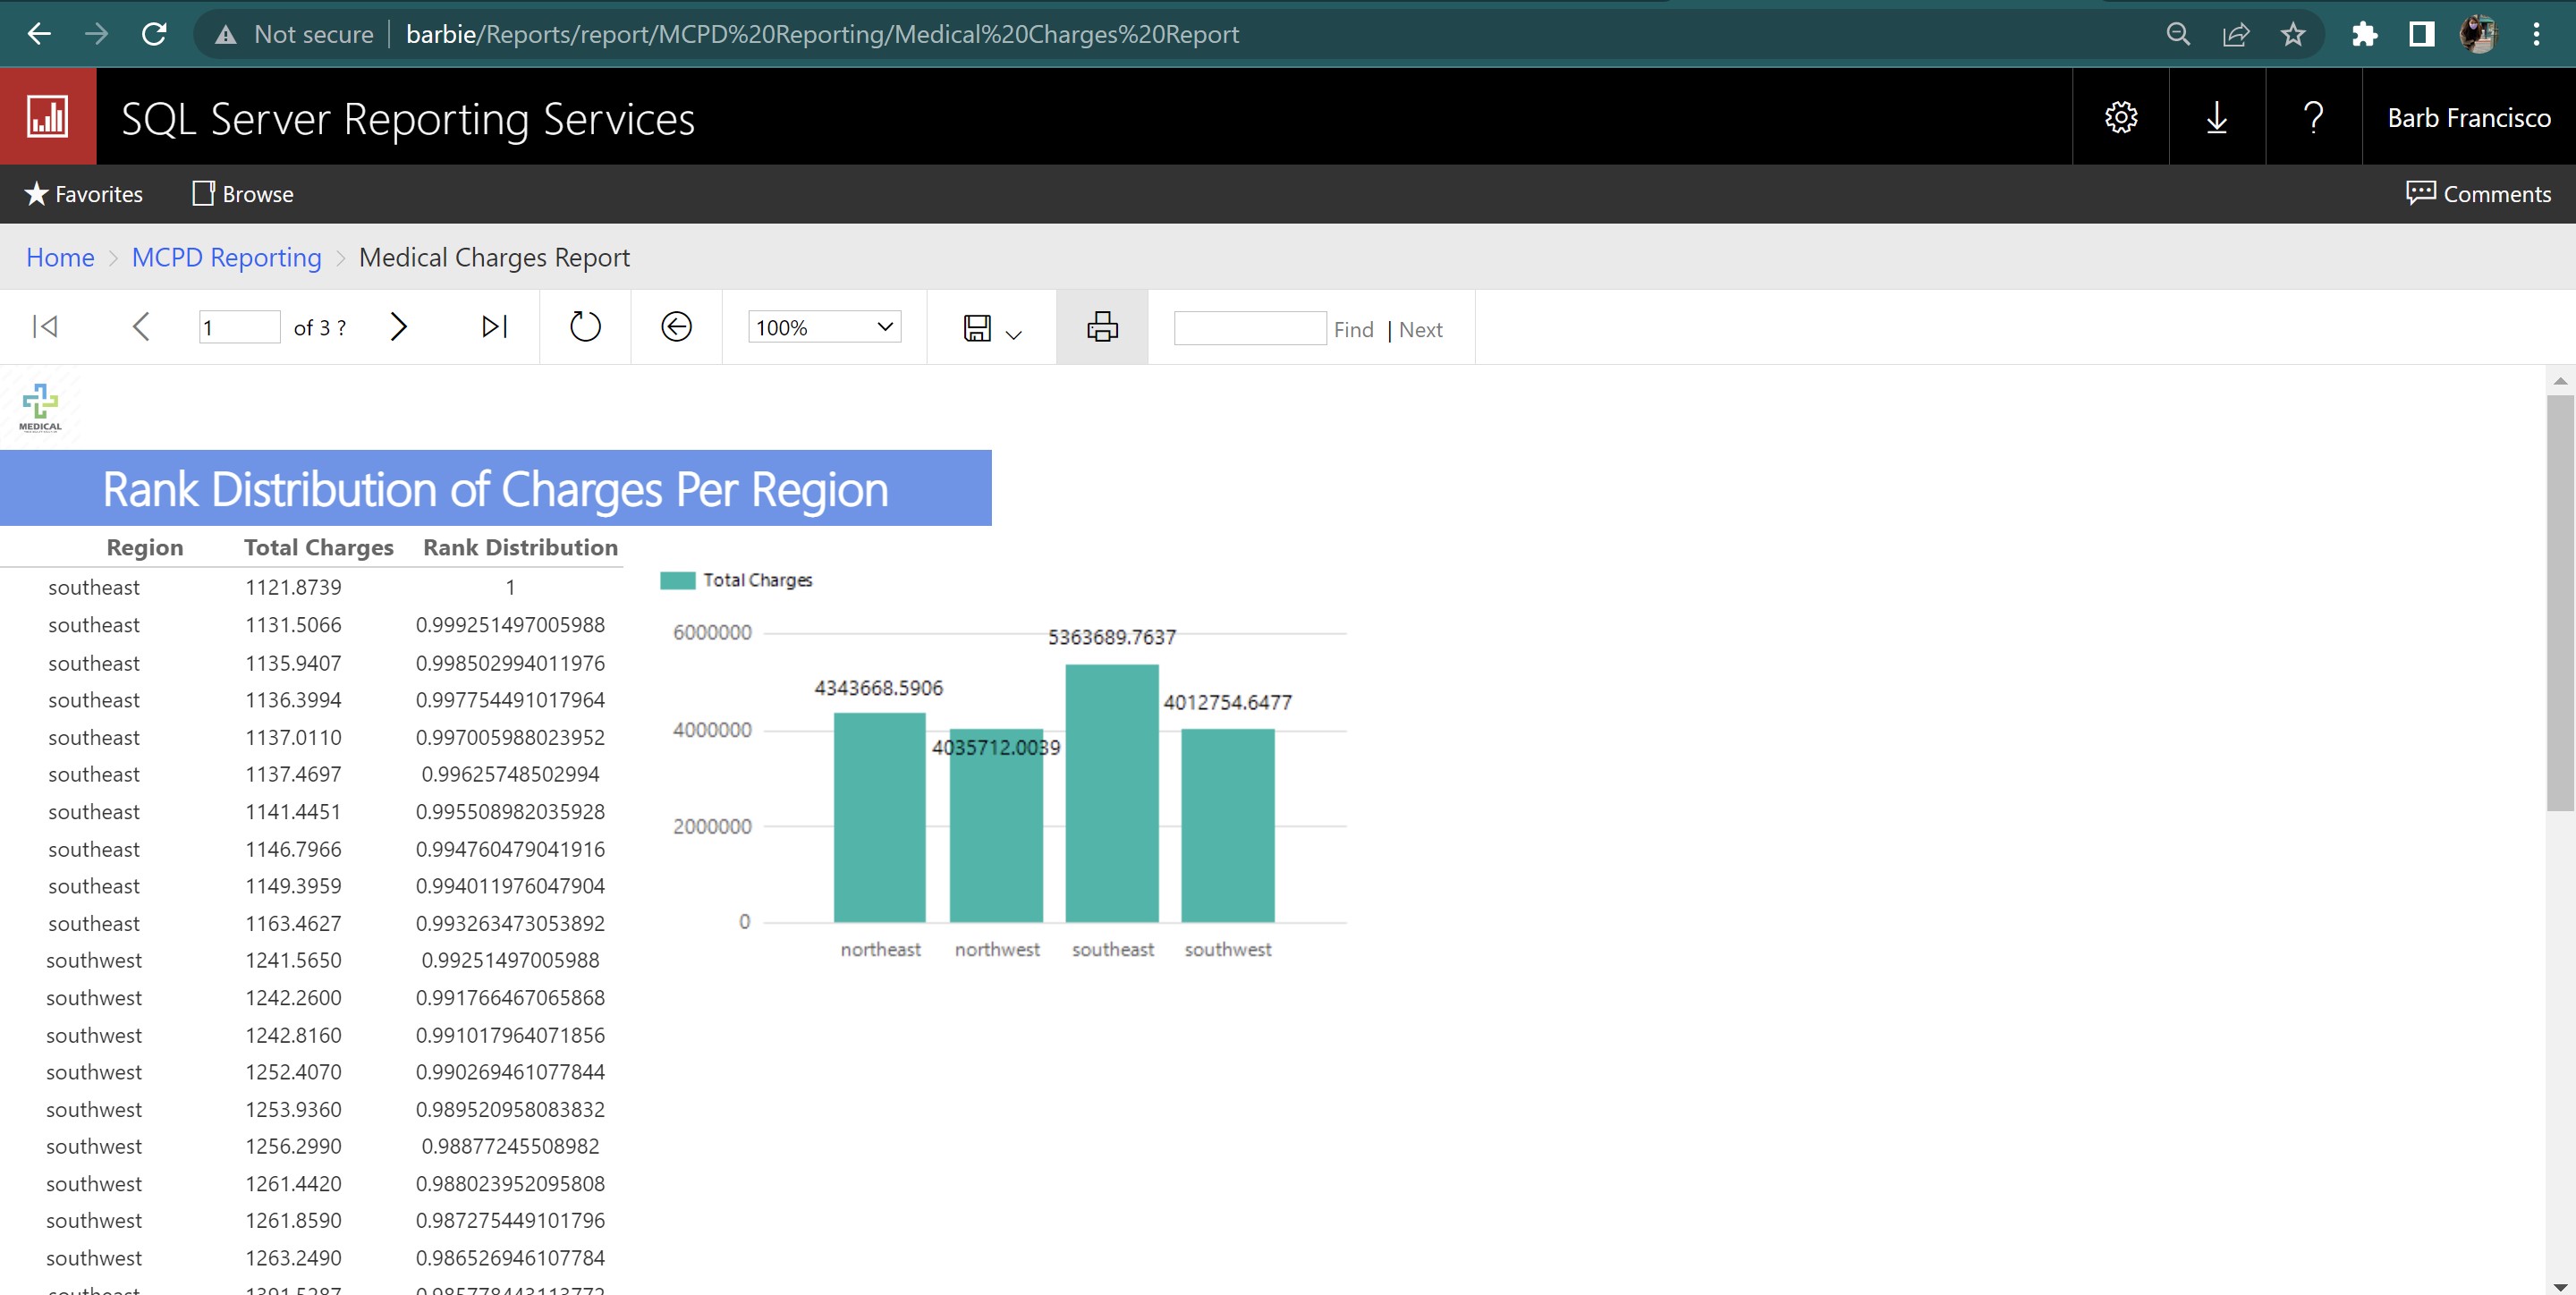 Not secure | barbie/Reports/report/MCPD%20Reporting/Medical%20Charges%20Report
SQL Server Reporting Services
? Barb Francisco
Favorites Browse Comments
Home > MCPD Reporting > Medical Charges Report
1 of 3 ? 100% Find | Next
MEDICAL
Rank Distribution of Charges Per Region
Region Total Charges Rank Distribution
southeast 1121.8739 1
southeast 1131.5066 0.999251497005988
southeast 1135.9407 0.998502994011976
southeast 1136.3994 0.997754491017964
southeast 1137.0110 0.997005988023952
southeast 1137.4697 0.99625748502994
southeast 1141.4451 0.995508982035928
southeast 1146.7966 0.994760479041916
southeast 1149.3959 0.994011976047904
southeast 1163.4627 0.993263473053892
southwest 1241.5650 0.99251497005988
southwest 1242.2600 0.991766467065868
southwest 1242.8160 0.991017964071856
southwest 1252.4070 0.990269461077844
southwest 1253.9360 0.989520958083832
southwest 1256.2990 0.98877245508982
southwest 1261.4420 0.988023952095808
southwest 1261.8590 0.987275449101796
southwest 1263.2490 0.986526946107784
Total Charges
6000000
5363689.7637
4343668.5906
4012754.6477
4000000
4035712.0039
2000000
0
northeast northwest southeast southwest